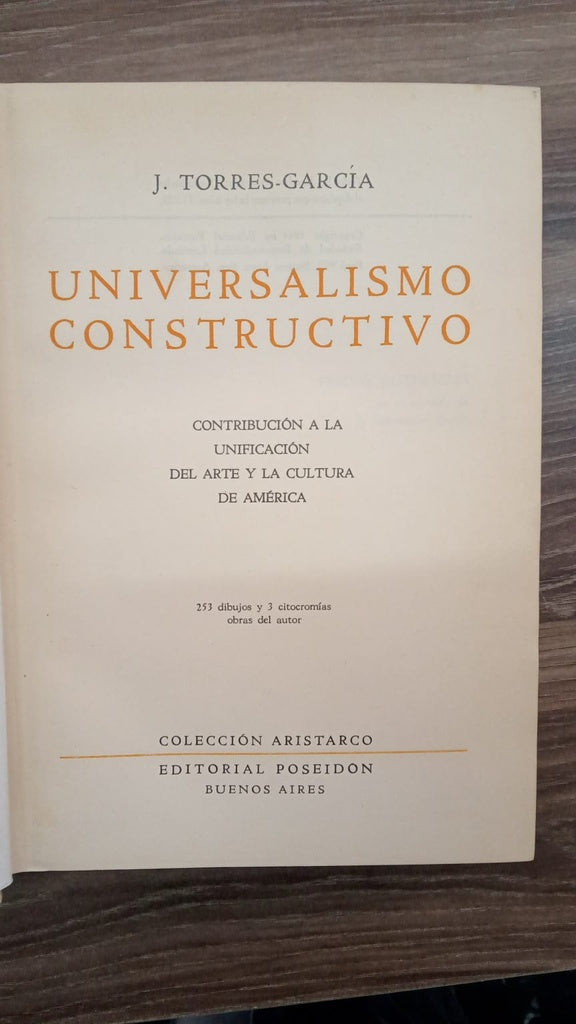 J. TORRES-GARCÍA
UNIVERSALISMO
CONSTRUCTIVO
CONTRIBUCIÓN A LA
UNIFICACIÓN
DEL ARTE Y LA CULTURA
DE AMÉRICA
253 dibujos y 3 citocromías
obras del autor
COLECCIÓN ARISTARCO
EDITORIAL POSEIDÓN
BUENOS AIRES